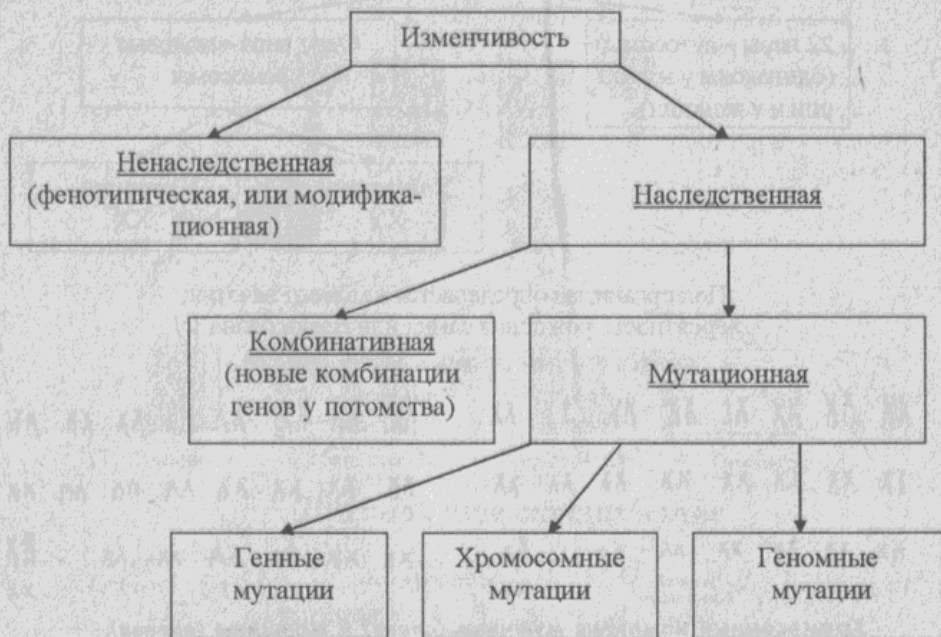 Изменчивость
Ненаследственная
(фенотипическая, или модифика-
ционная)
Наследственная
Комбинативная
(новые комбинации
генов у потомства)
Мутационная
Генные
мутации
Хромосомные
мутации
Геномные
мутации